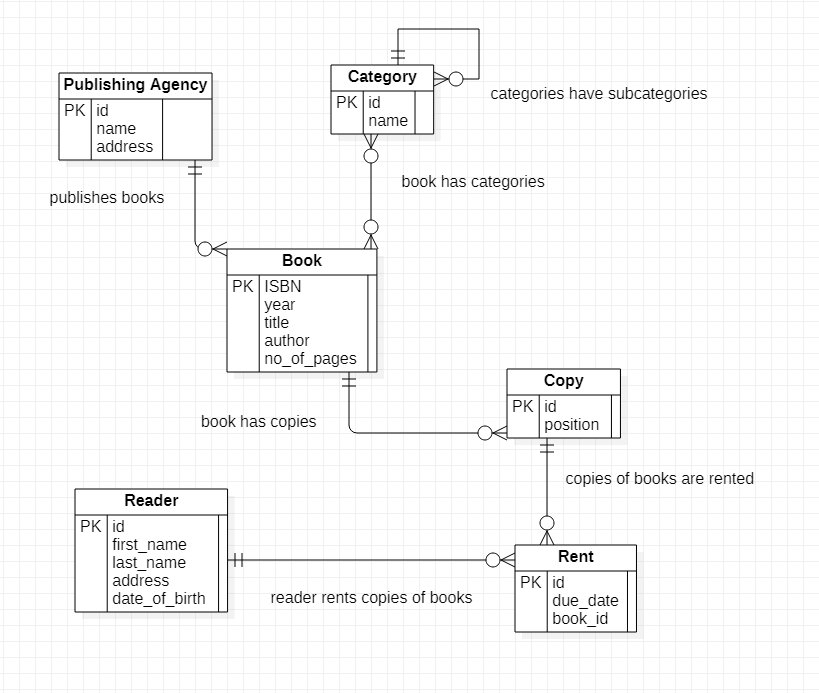 Publishing Agency
PK id
name
address
Category
PK id
name
categories have subcategories
publishes books
book has categories
Book
PK ISBN
year
title
author
no_of_pages
book has copies
Copy
PK id
position
copies of books are rented
Reader
PK id
first_name
last_name
address
date_of_birth
reader rents copies of books
Rent
PK id
due_date
book_id